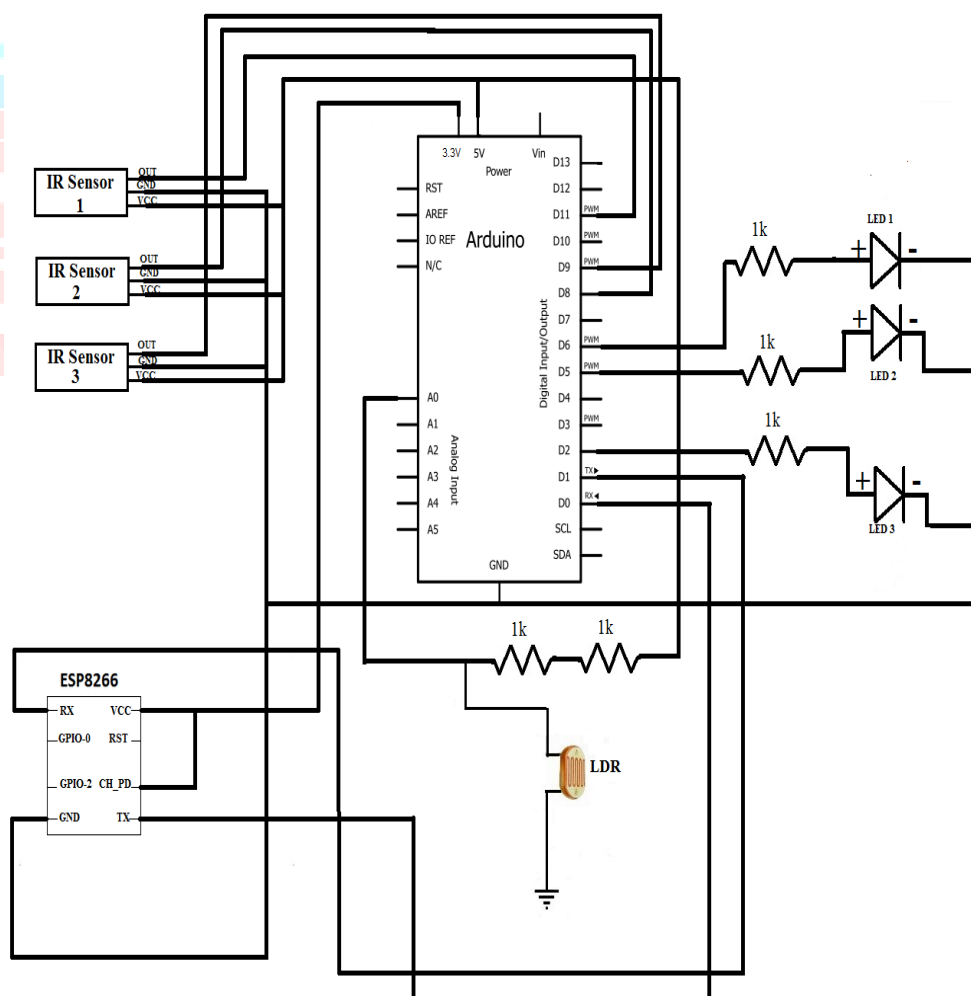 3.3V 5V Vin
Power
Arduino
RST
AREF
IO REF
N/C
A0
A1
A2
A3
A4
A5
Analog Input
D13
D12
D11 PWM
D10 PWM
D9 PWM
D8
D7
D6 PWM
D5 PWM
D4
D3 PWM
D2
D1 TX
D0 RX
SCL
SDA
Digital Input/Output
GND
IR Sensor
1
OUT
GND
VCC
IR Sensor
2
OUT
GND
VCC
IR Sensor
3
OUT
GND
VCC
1k
+ LED 1 -
1k
+ LED 2 -
1k
+ LED 3 -
1k 1k
LDR
ESP8266
RX VCC
GPIO-0 RST
GPIO-2 CH_PD
GND TX